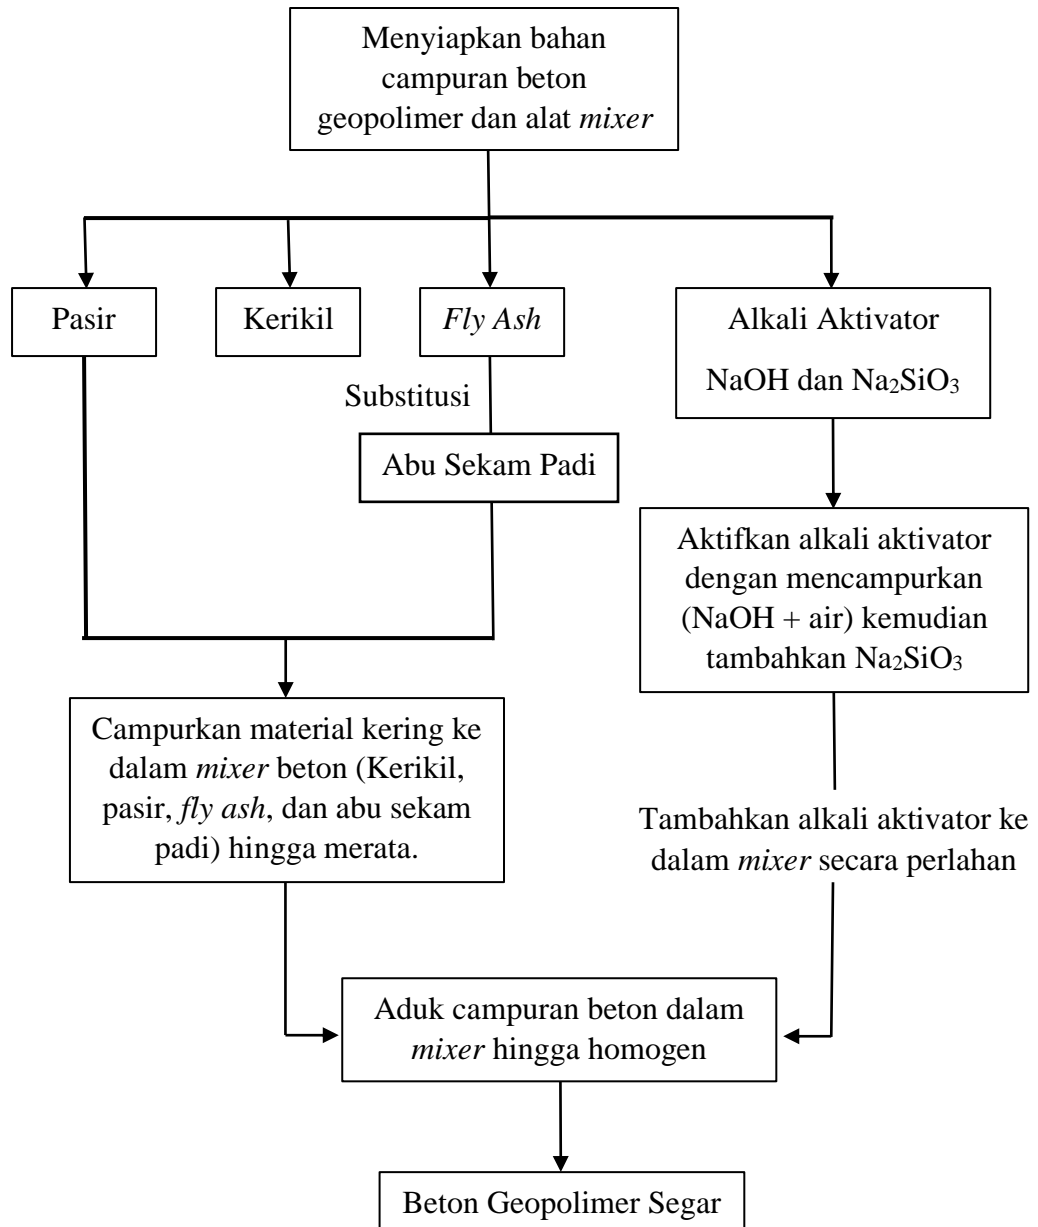 Menyiapkan bahan
campuran beton
geopolimer dan alat mixer
Pasir
Kerikil
Fly Ash
Alkali Aktivator
NaOH dan Na₂SiO₃
Substitusi
Abu Sekam Padi
Aktifkan alkali aktivator
dengan mencampurkan
(NaOH + air) kemudian
tambahkan Na₂SiO₃
Campurkan material kering ke
dalam mixer beton (Kerikil,
pasir, fly ash, dan abu sekam
padi) hingga merata.
Tambahkan alkali aktivator ke
dalam mixer secara perlahan
Aduk campuran beton dalam
mixer hingga homogen
Beton Geopolimer Segar